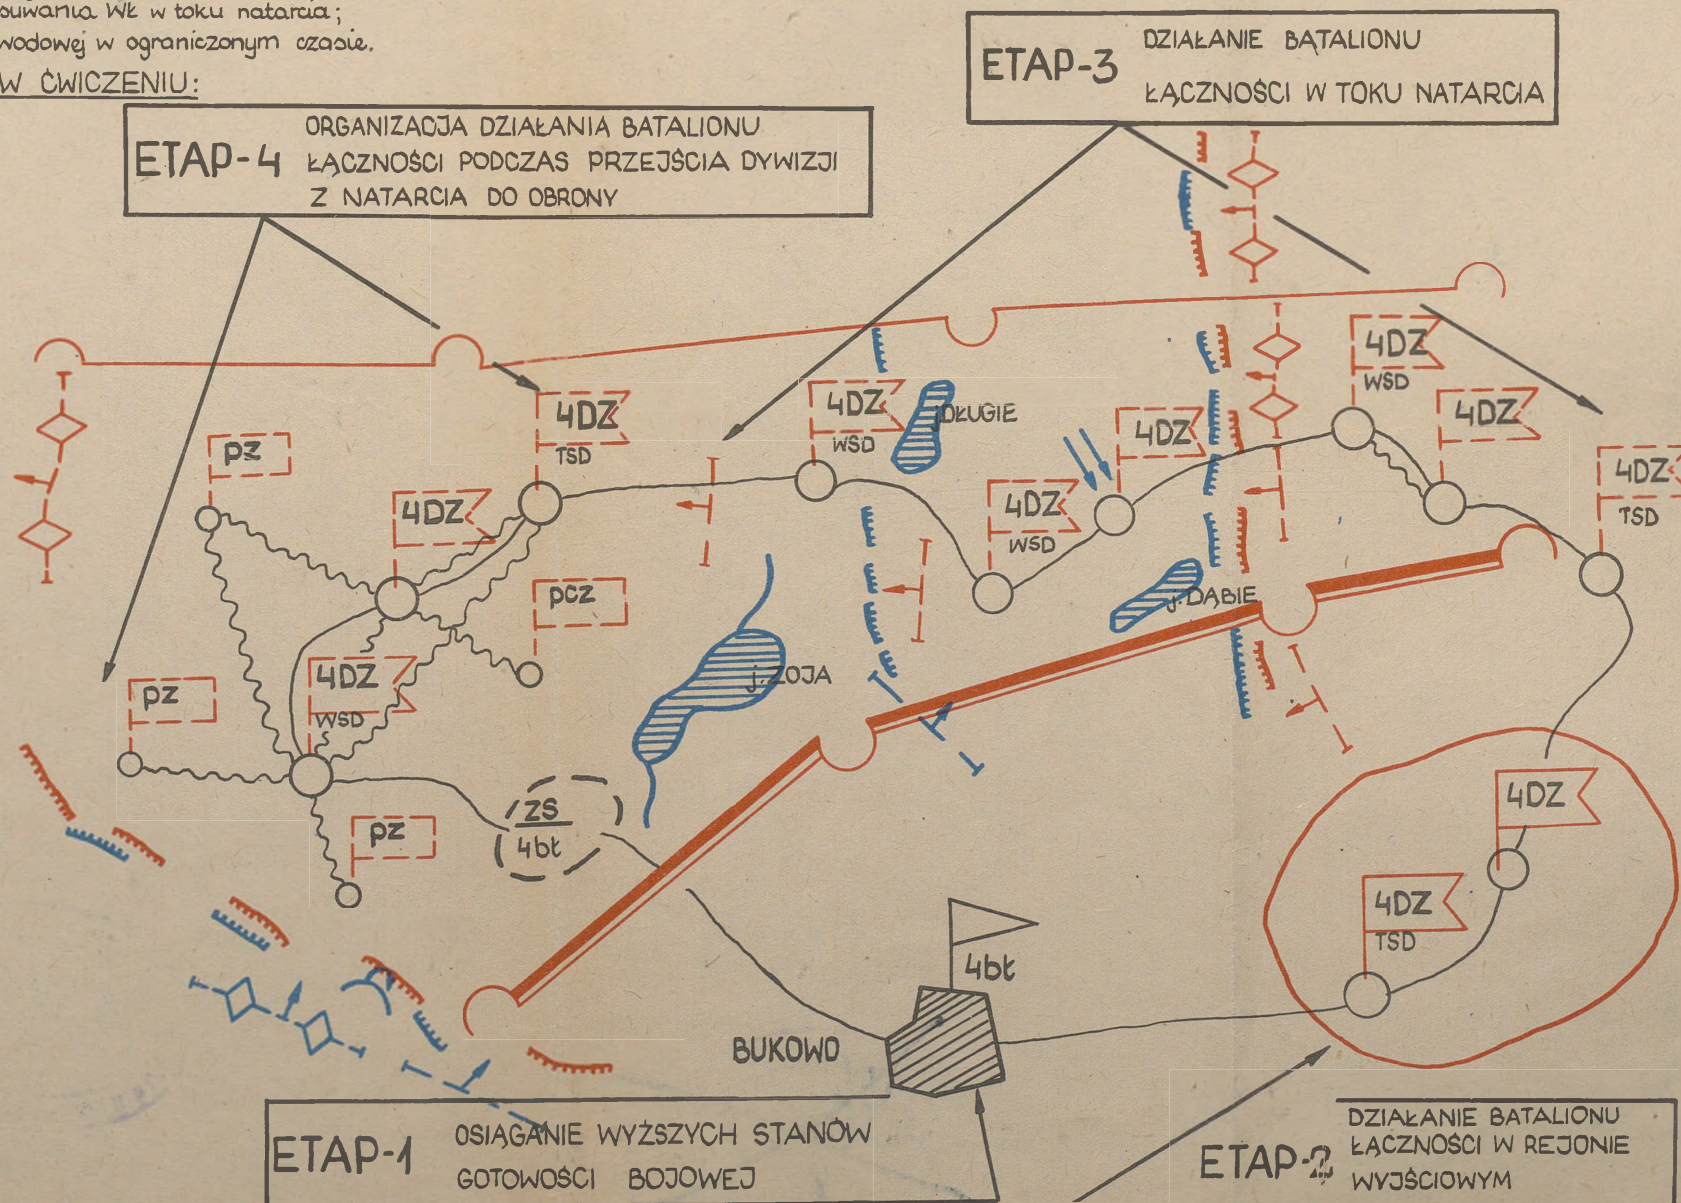 suwania WŁ w toku natarcia;
wodowej w ograniczonym czasie.
W ĆWICZENIU:
ETAP-4
ORGANIZACJA DZIAŁANIA BATALIONU
ŁĄCZNOŚCI PODCZAS PRZEJŚCIA DYWIZJI
Z NATARCIA DO OBRONY
ETAP-3
DZIAŁANIE BATALIONU
ŁĄCZNOŚCI W TOKU NATARCIA
4DZ
WSD
4DZ
4DZ
TSD
4DZ
TSD
4DZ
WSD
j. DŁUGIE
4DZ
4DZ
WSD
j. DĄBIE
pz
4DZ
pcz
4DZ
WSD
j. ZOJA
pz
pz
ZS
4bł
4DZ
4DZ
TSD
4bł
BUKOWO
ETAP-1
OSIĄGANIE WYŻSZYCH STANÓW
GOTOWOŚCI BOJOWEJ
ETAP-2
DZIAŁANIE BATALIONU
ŁĄCZNOŚCI W REJONIE
WYJŚCIOWYM